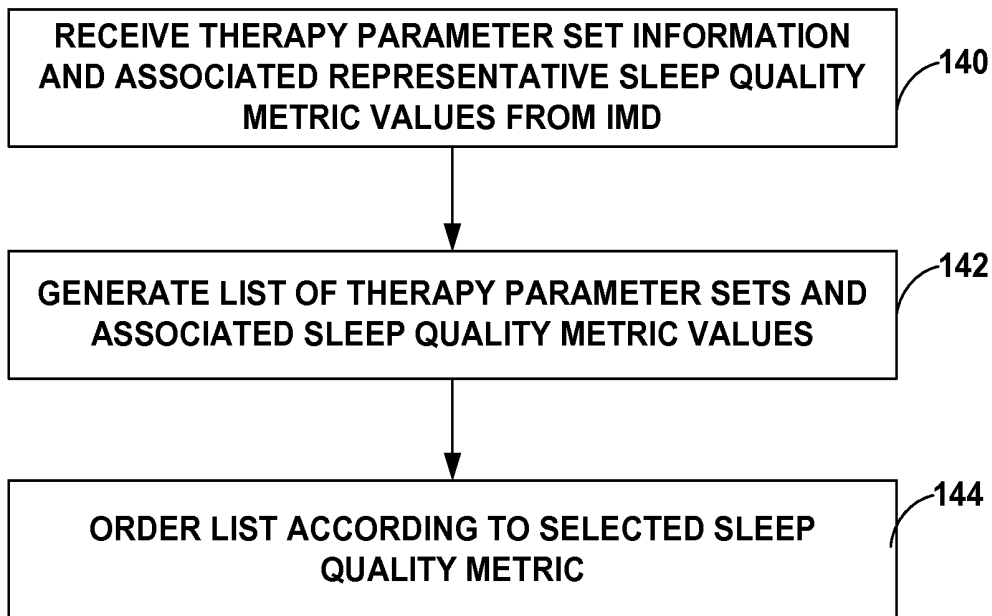 RECEIVE THERAPY PARAMETER SET INFORMATION
AND ASSOCIATED REPRESENTATIVE SLEEP QUALITY
METRIC VALUES FROM IMD
140
GENERATE LIST OF THERAPY PARAMETER SETS AND
ASSOCIATED SLEEP QUALITY METRIC VALUES
142
ORDER LIST ACCORDING TO SELECTED SLEEP
QUALITY METRIC
144